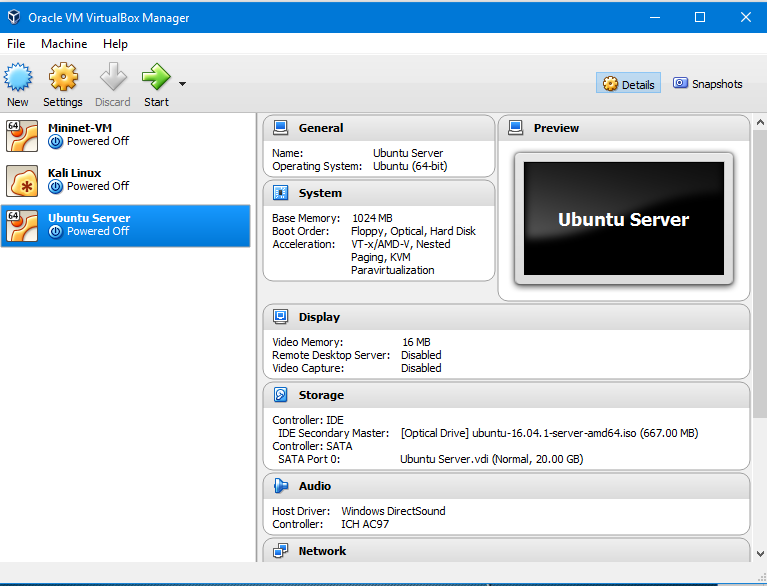 Oracle VM VirtualBox Manager
File Machine Help
New Settings Discard Start Details Snapshots
64 Mininet-VM
Powered Off
Kali Linux
Powered Off
64 Ubuntu Server
Powered Off
General
Name: Ubuntu Server
Operating System: Ubuntu (64-bit)
Preview
Ubuntu Server
System
Base Memory: 1024 MB
Boot Order: Floppy, Optical, Hard Disk
Acceleration: VT-x/AMD-V, Nested
Paging, KVM
Paravirtualization
Display
Video Memory: 16 MB
Remote Desktop Server: Disabled
Video Capture: Disabled
Storage
Controller: IDE
IDE Secondary Master: [Optical Drive] ubuntu-16.04.1-server-amd64.iso (667.00 MB)
Controller: SATA
SATA Port 0: Ubuntu Server.vdi (Normal, 20.00 GB)
Audio
Host Driver: Windows DirectSound
Controller: ICH AC97
Network